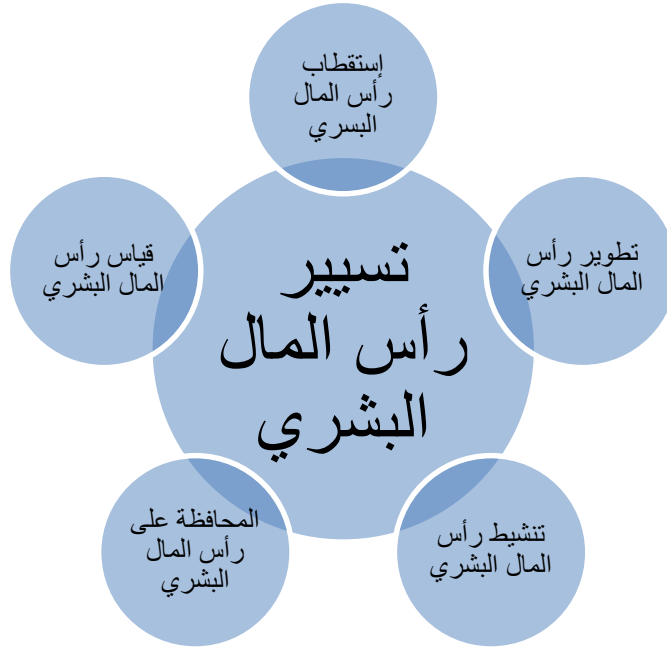 إستقطاب
رأس المال
البسري
تطوير رأس
المال البشري
تنشيط رأس
المال البشري
المحافظة على
رأس المال
البشري
قياس رأس
المال البشري
تسيير
رأس المال
البشري